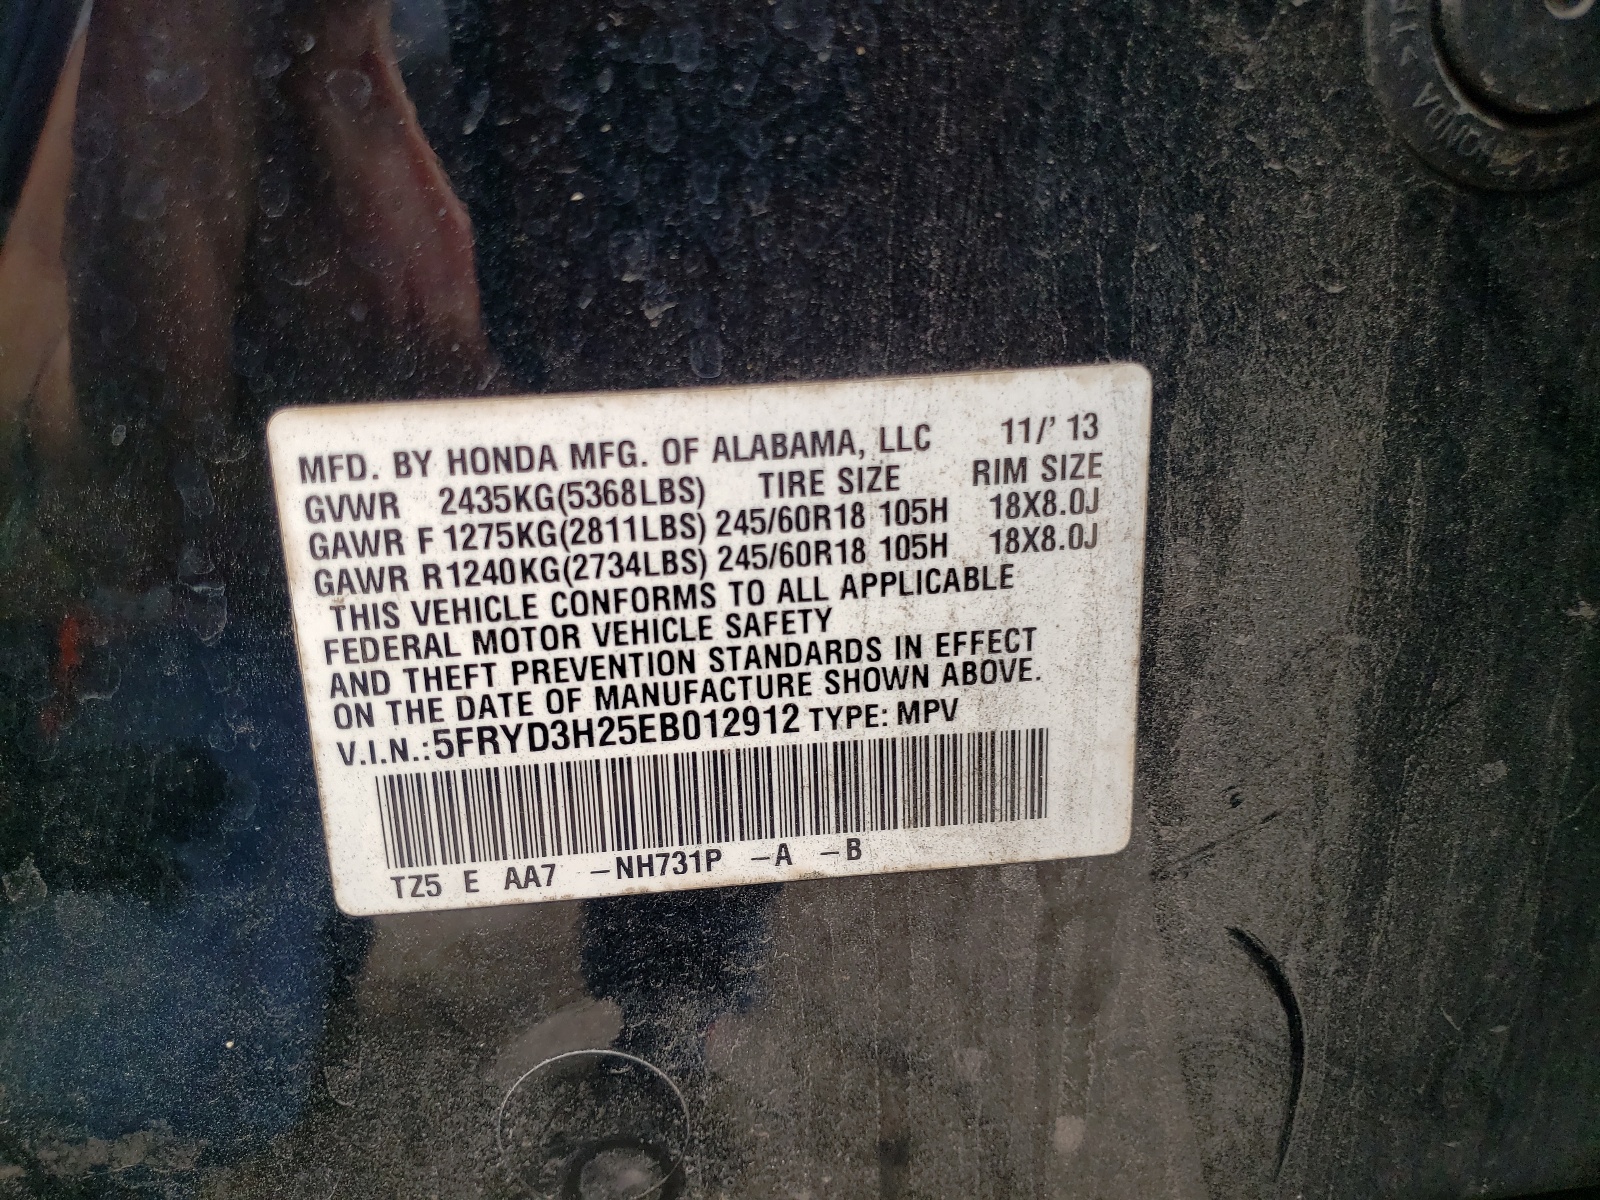 HONDA
MFD. BY HONDA MFG. OF ALABAMA, LLC 11/' 13
GVWR 2435KG(5368LBS) TIRE SIZE RIM SIZE
GAWR F 1275KG(2811LBS) 245/60R18 105H 18X8.0J
GAWR R 1240KG(2734LBS) 245/60R18 105H 18X8.0J
THIS VEHICLE CONFORMS TO ALL APPLICABLE
FEDERAL MOTOR VEHICLE SAFETY
AND THEFT PREVENTION STANDARDS IN EFFECT
ON THE DATE OF MANUFACTURE SHOWN ABOVE.
V.I.N.:5FRYD3H25EB012912 TYPE: MPV
TZ5 E AA7 –NH731P –A –B